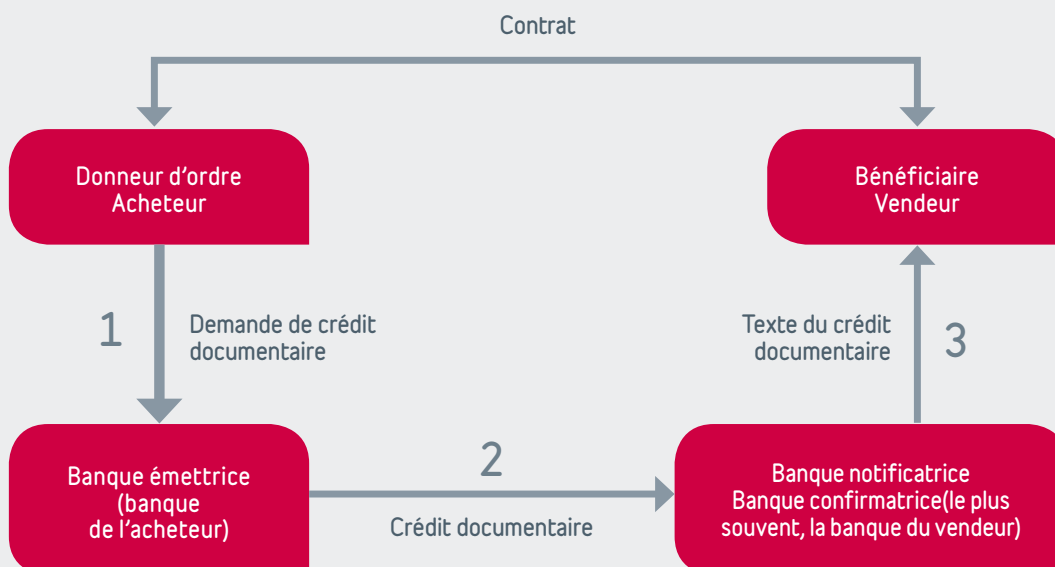 Contrat
Donneur d'ordre
Acheteur
Bénéficiaire
Vendeur
1
Demande de crédit
documentaire
Texte du crédit
documentaire
3
Banque émettrice
(banque
de l'acheteur)
2
Crédit documentaire
Banque notificatrice
Banque confirmatrice(le plus
souvent, la banque du vendeur)